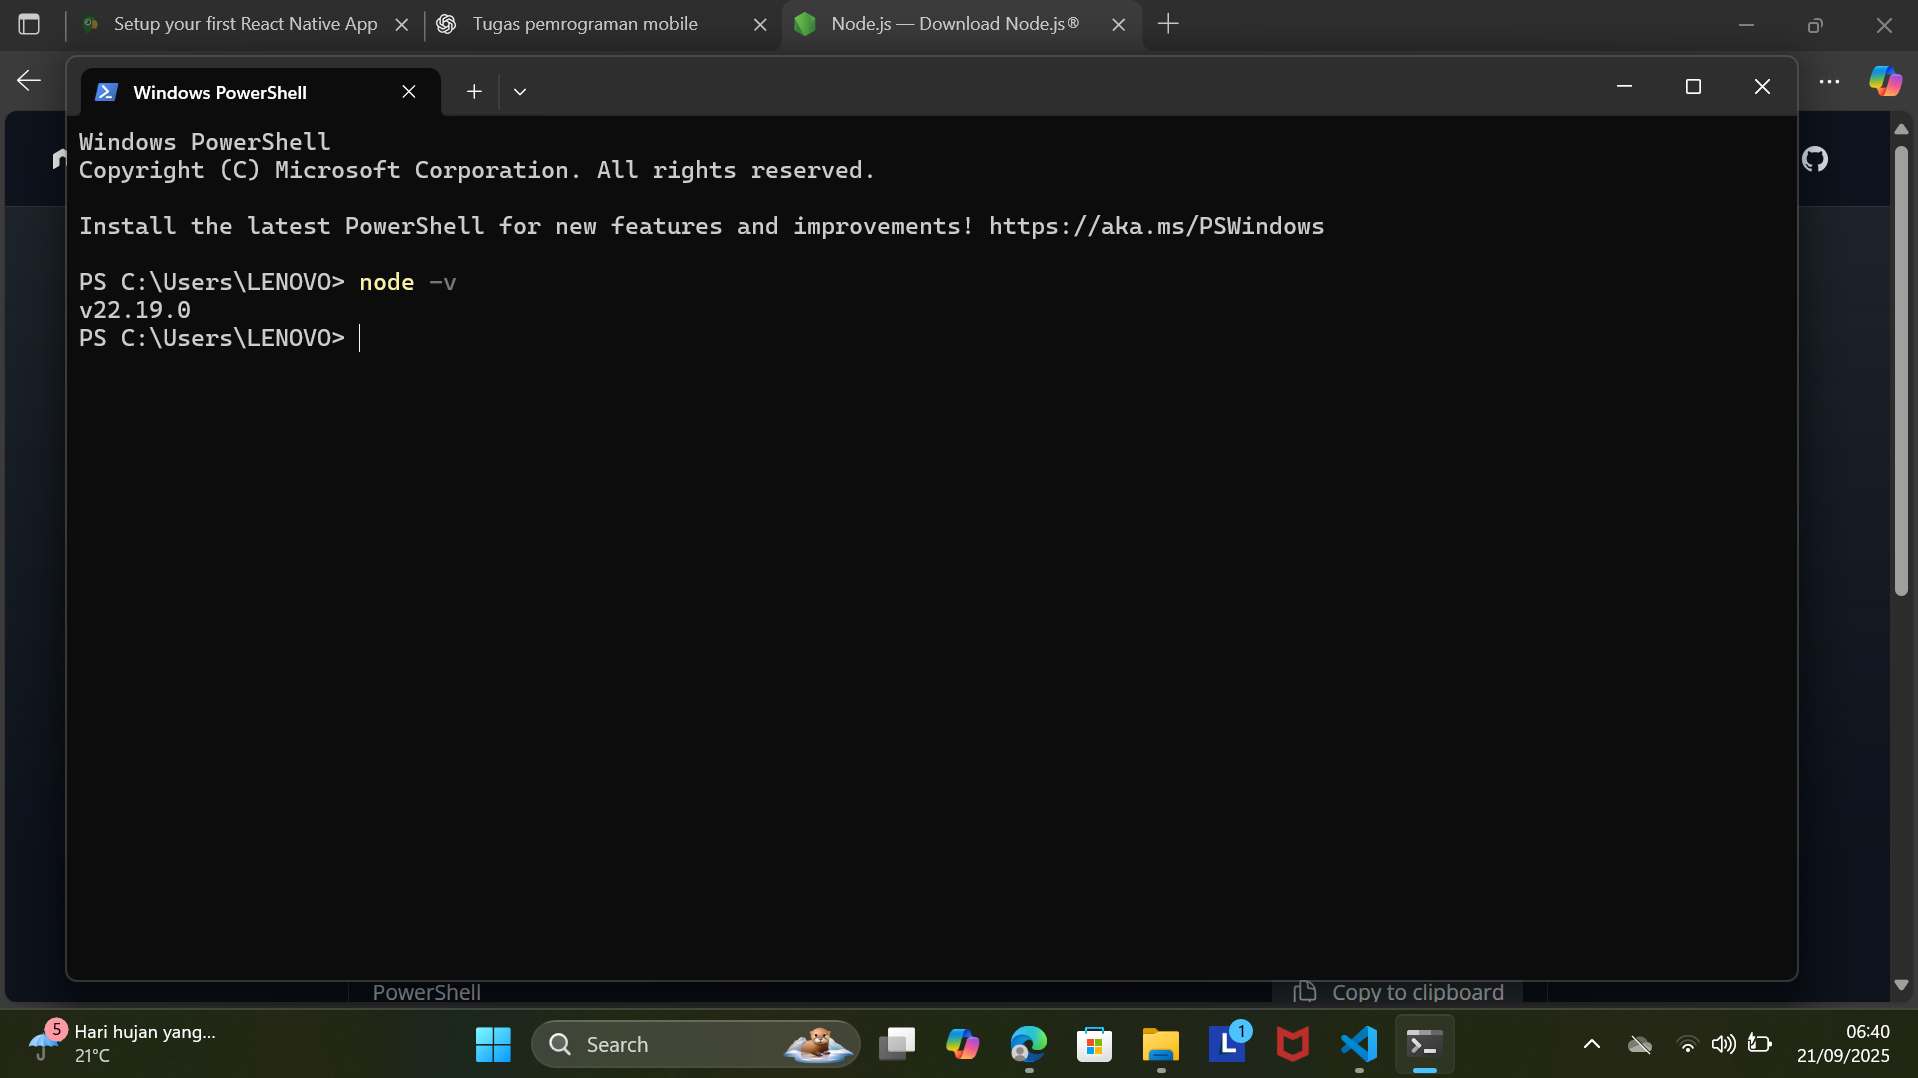 Setup your first React Native App
Tugas pemrograman mobile
Node.js — Download Node.js®
Windows PowerShell
Windows PowerShell
Copyright (C) Microsoft Corporation. All rights reserved.
Install the latest PowerShell for new features and improvements! https://aka.ms/PSWindows
PS C:\Users\LENOVO> node -v
v22.19.0
PS C:\Users\LENOVO>
PowerShell
Copy to clipboard
5
Hari hujan yang...
21°C
Search
L
1
06:40
21/09/2025